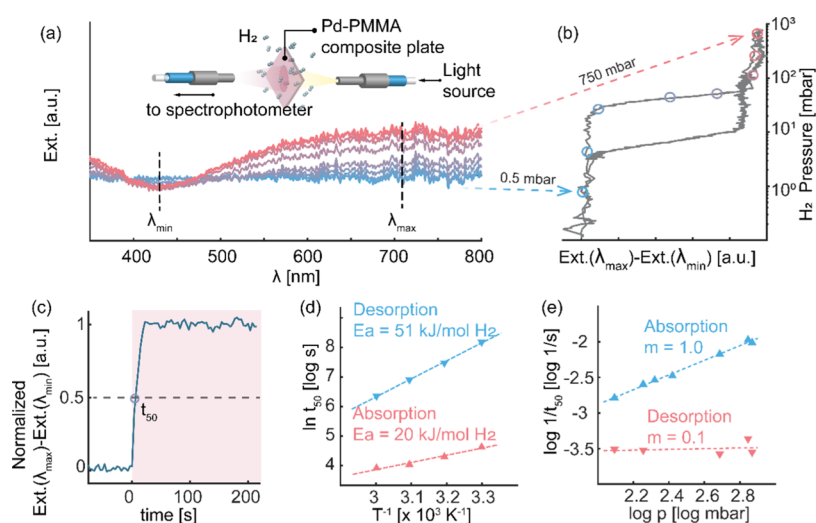 (a)
H₂
Pd-PMMA
composite plate
Light
source
to spectrophotometer
Ext. [a.u.]
λmin
λmax
400
500
600
700
800
λ [nm]
(b)
750 mbar
0.5 mbar
10³
10²
10¹
10⁰
H₂ Pressure [mbar]
Ext.(λmax)-Ext.(λmin) [a.u.]
(c)
Normalized
Ext.(λmax)-Ext.(λmin) [a.u.]
1
0.5
0
t₅₀
0
100
200
time [s]
(d)
Desorption
Ea = 51 kJ/mol H₂
Absorption
Ea = 20 kJ/mol H₂
ln t₅₀ [log s]
10
8
6
4
3
3.1
3.2
3.3
T⁻¹ [x 10³ K⁻¹]
(e)
Absorption
m = 1.0
Desorption
m = 0.1
log 1/t₅₀ [log 1/s]
-2
-2.5
-3
-3.5
2.2
2.4
2.6
2.8
log p [log mbar]